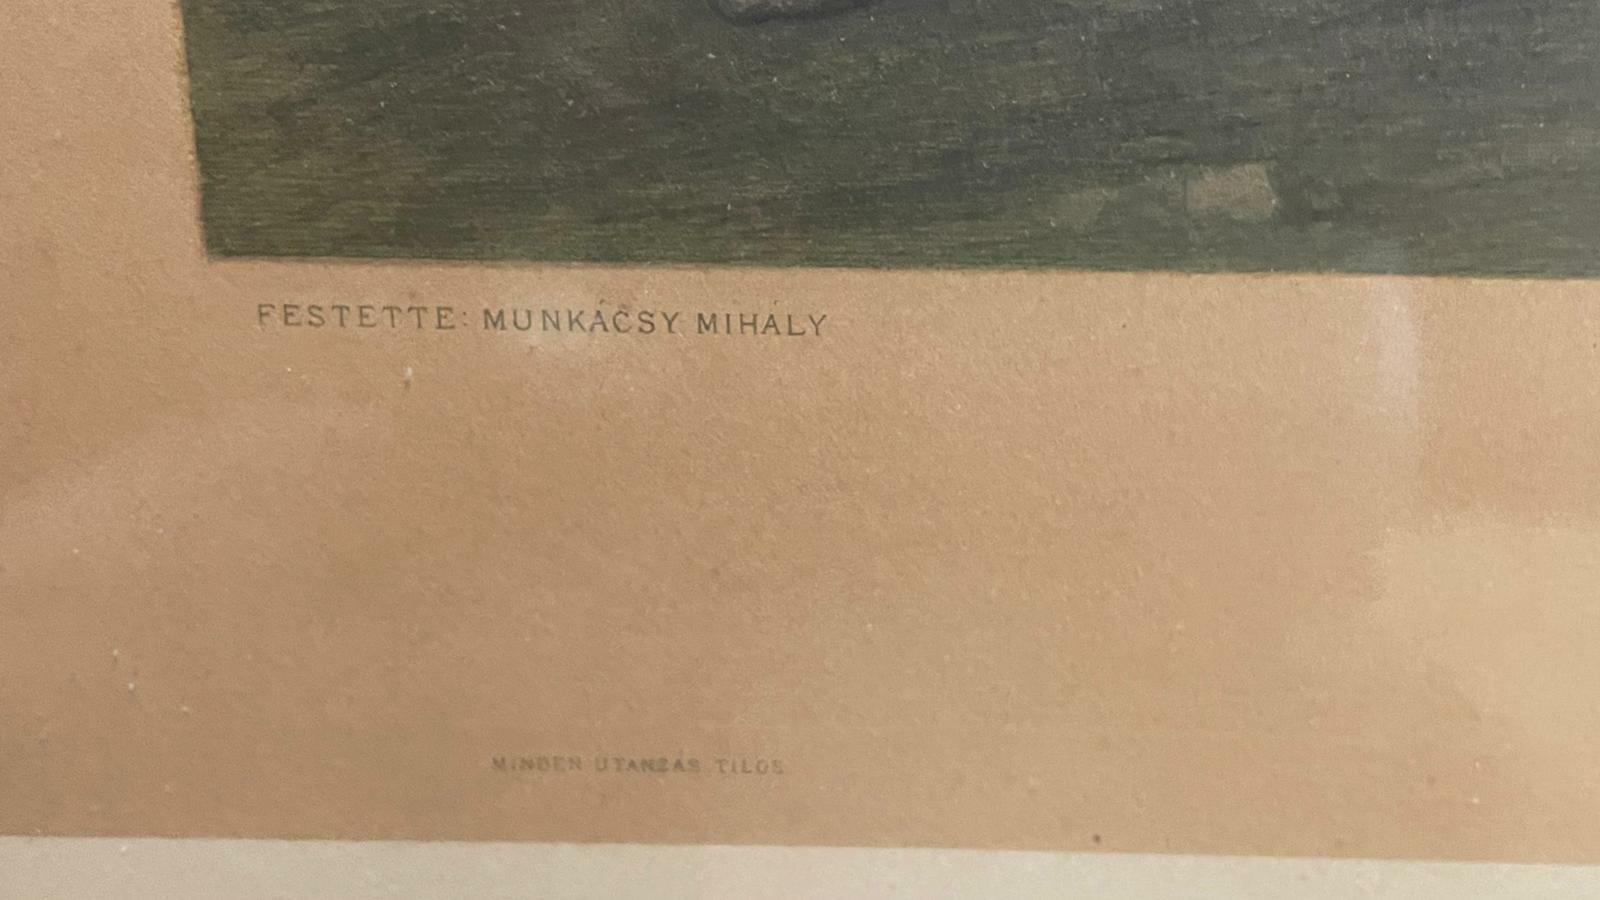 FESTETTE: MUNKÁCSY MIHÁLY
MINDEN UTÁNZÁS TILOS